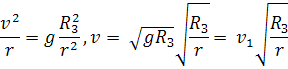 v²/r = g R₃²/r², v = √(gR₃) √(R₃/r) = v₁ √(R₃/r)